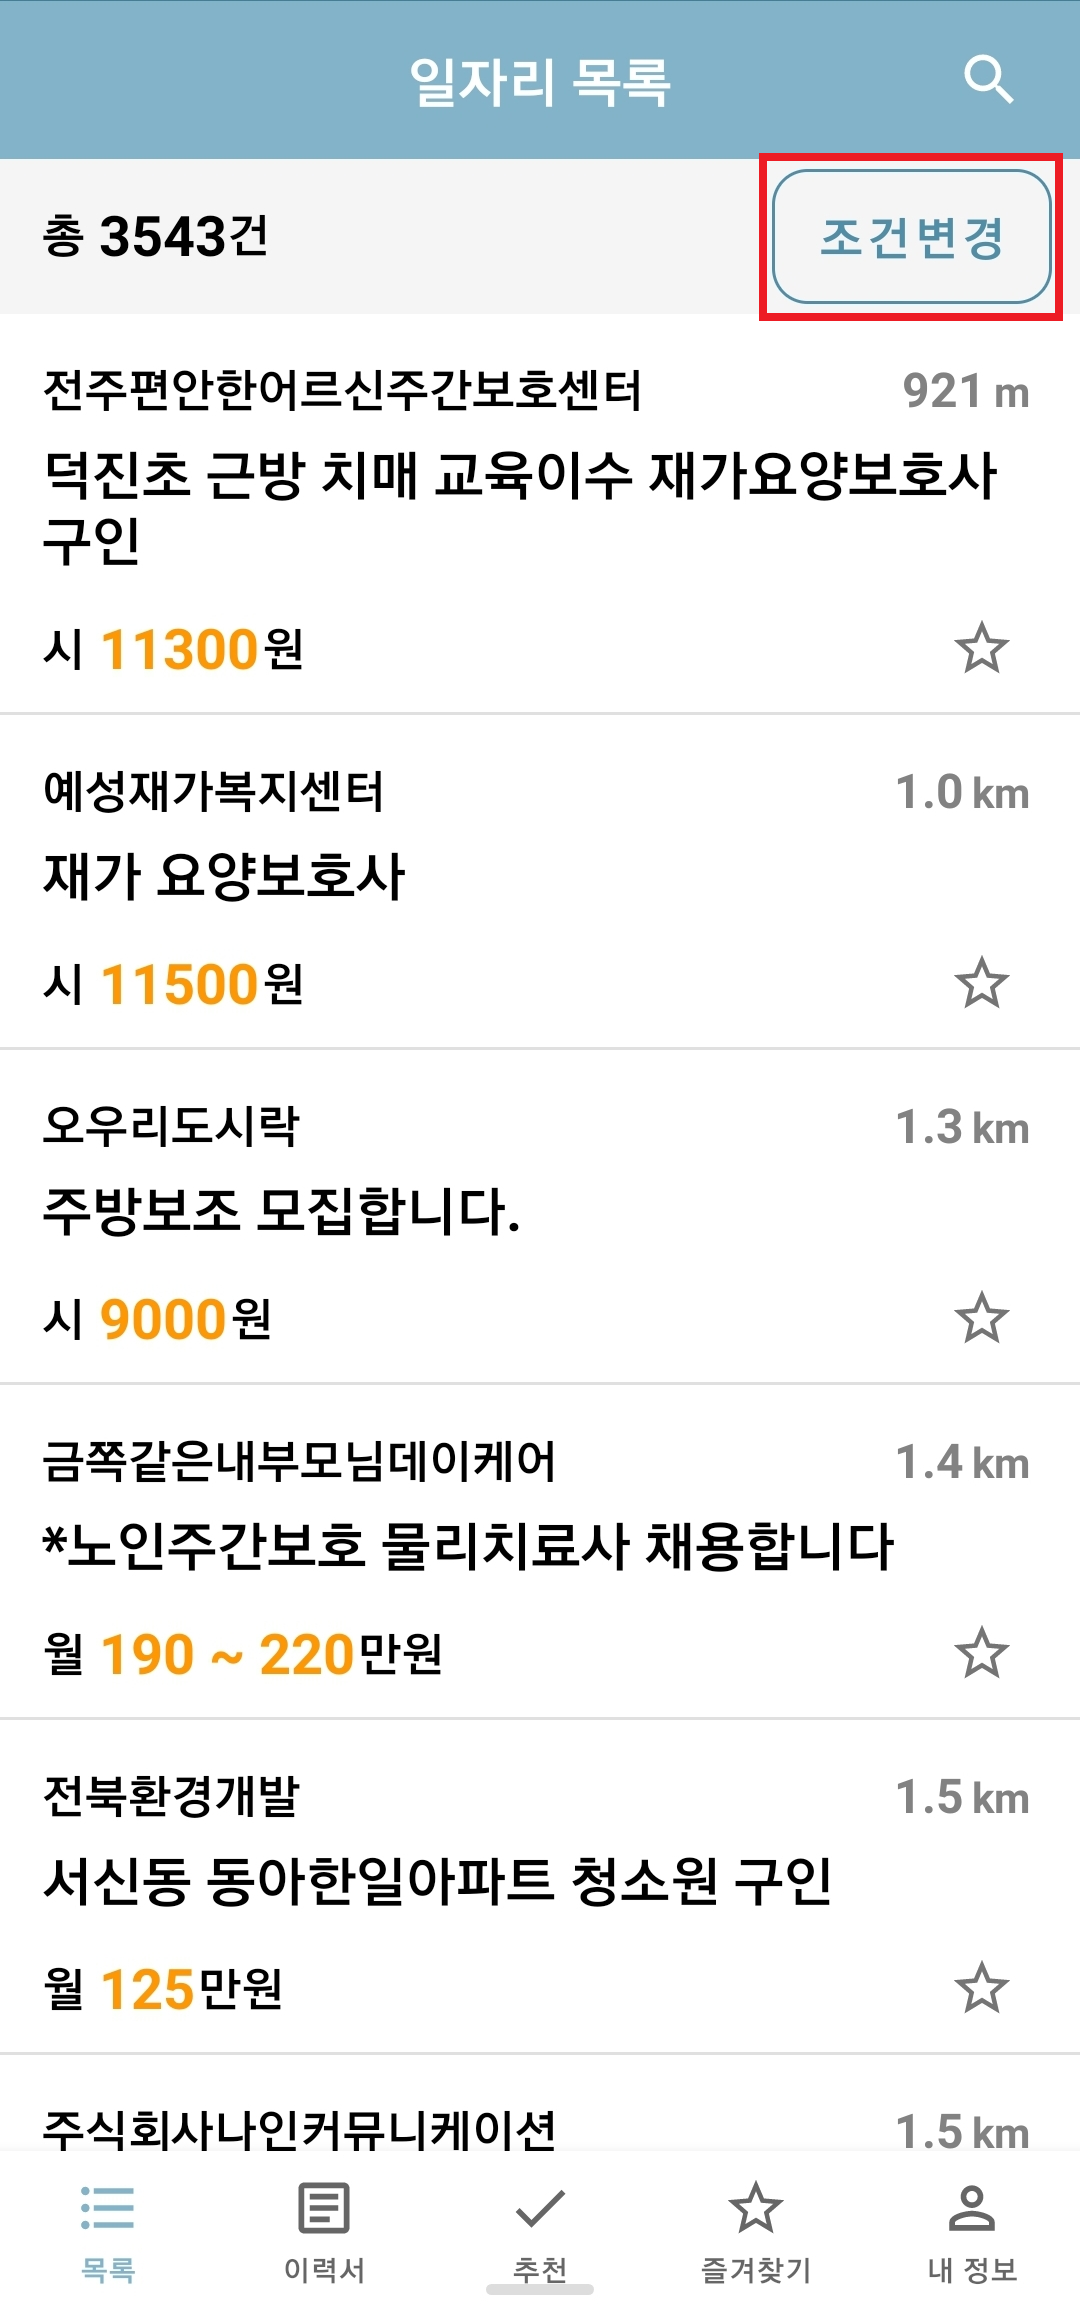 일자리 목록
총 3543건
조건변경
전주편안한어르신주간보호센터
921 m
덕진초 근방 치매 교육이수 재가요양보호사
구인
시 11300원
예성재가복지센터
1.0 km
재가 요양보호사
시 11500원
오우리도시락
1.3 km
주방보조 모집합니다.
시 9000원
금쪽같은내부모님데이케어
1.4 km
*노인주간보호 물리치료사 채용합니다
월 190 ~ 220만원
전북환경개발
1.5 km
서신동 동아한일아파트 청소원 구인
월 125만원
주식회사나인커뮤니케이션
1.5 km
목록
이력서
추천
즐겨찾기
내 정보